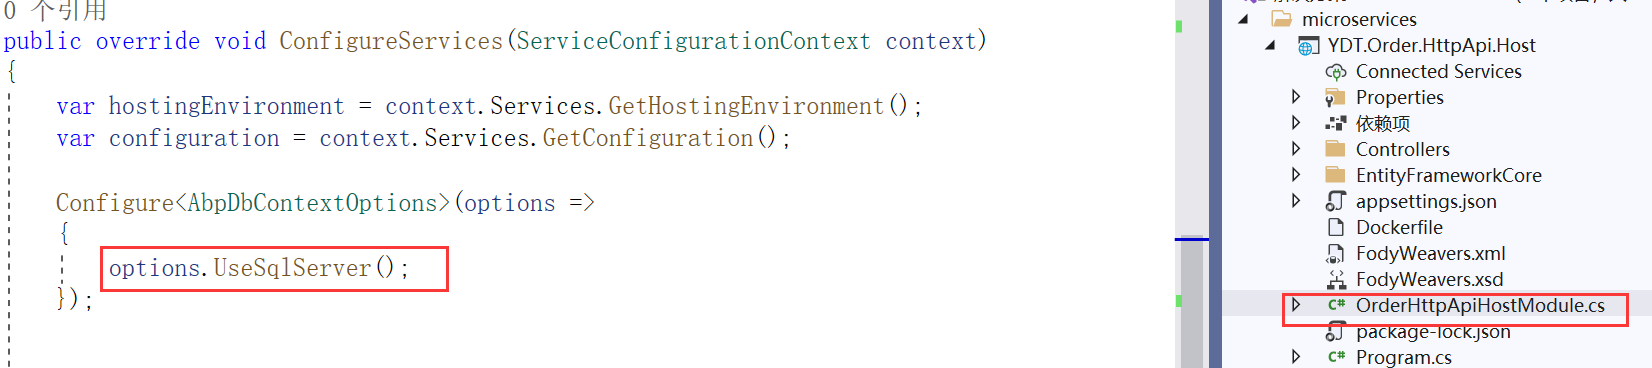 0 个引用
public override void ConfigureServices(ServiceConfigurationContext context)
{
var hostingEnvironment = context.Services.GetHostingEnvironment();
var configuration = context.Services.GetConfiguration();
Configure<AbpDbContextOptions>(options =>
{
options.UseSqlServer();
});
microservices
YDT.Order.HttpApi.Host
Connected Services
Properties
依赖项
Controllers
EntityFrameworkCore
appsettings.json
Dockerfile
FodyWeavers.xml
FodyWeavers.xsd
C# OrderHttpApiHostModule.cs
package-lock.json
C# Program.cs